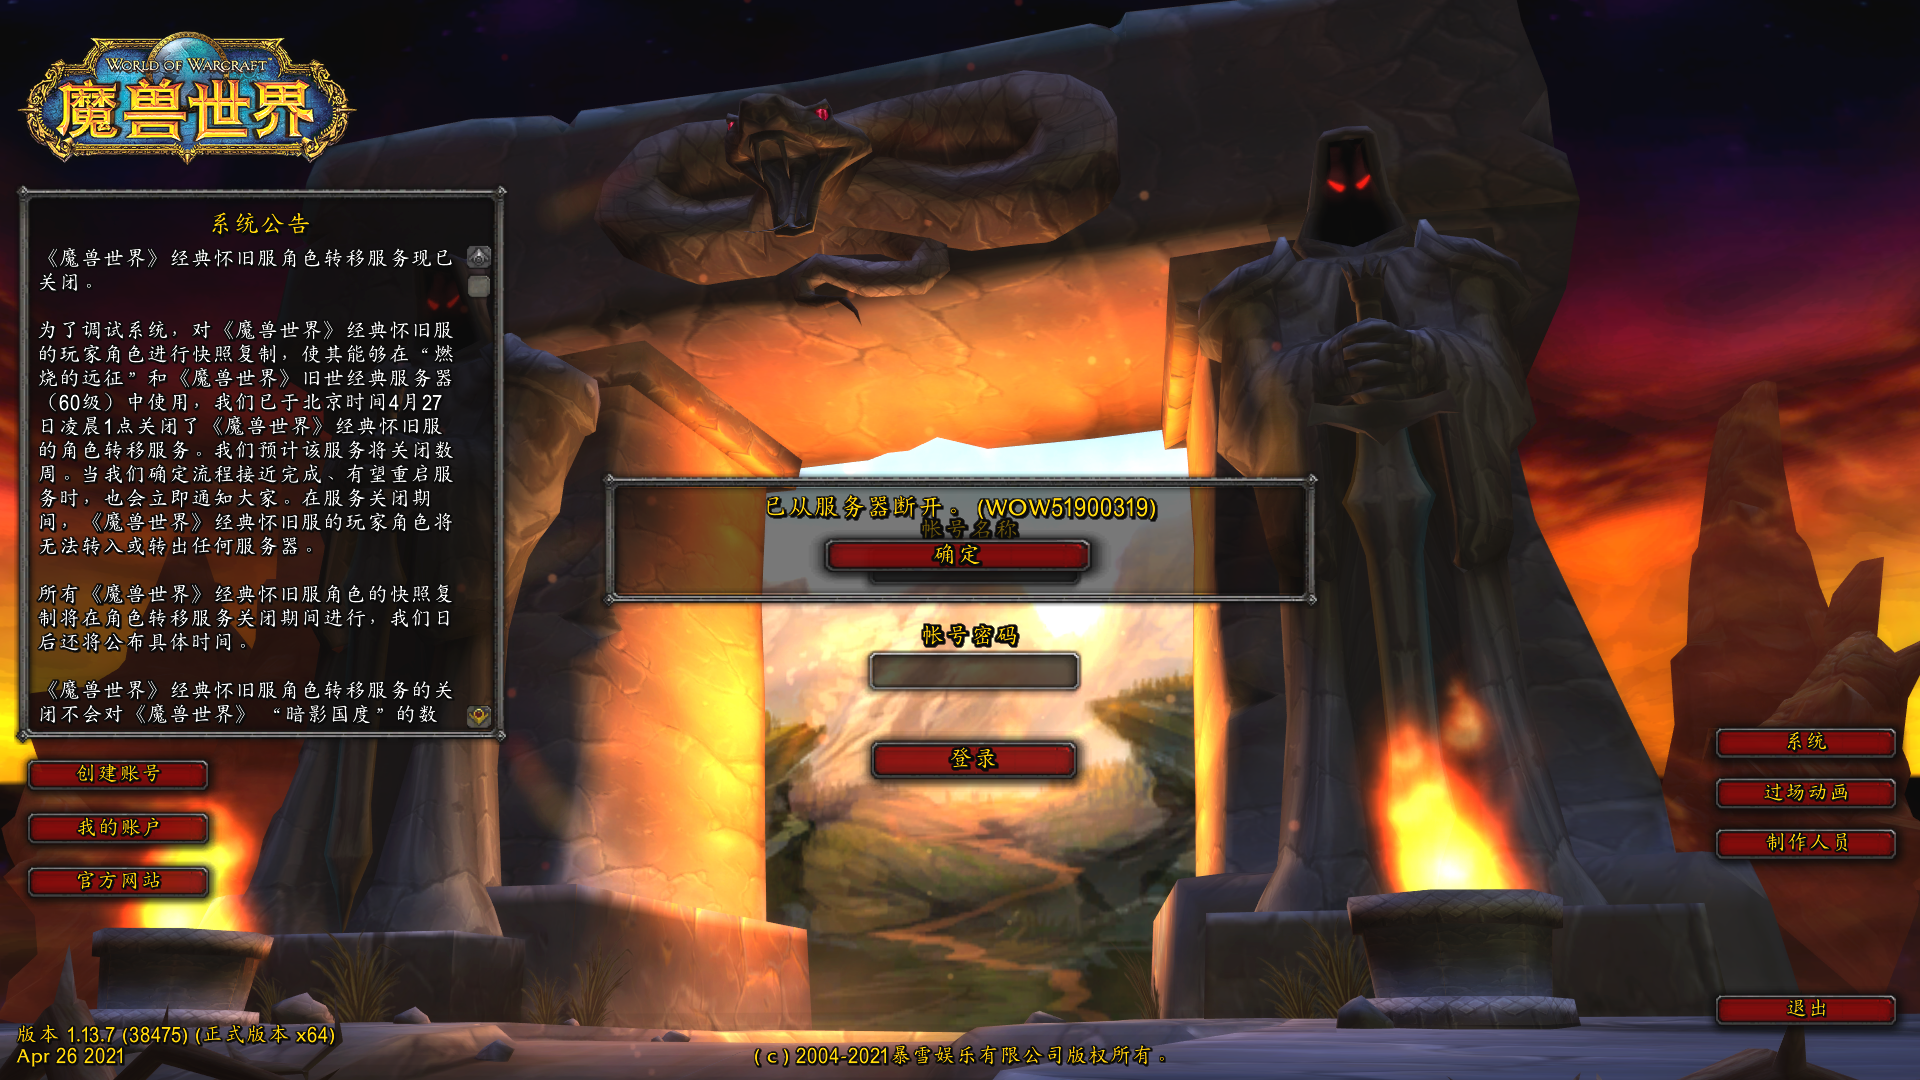 WORLD OF WARCRAFT
魔兽世界
系统公告
《魔兽世界》经典怀旧服角色转移服务现已
关闭。
为了调试系统，对《魔兽世界》经典怀旧服
的玩家角色进行快照复制，使其能够在“燃
烧的远征”和《魔兽世界》旧世经典服务器
（60级）中使用，我们已于北京时间4月27
日凌晨1点关闭了《魔兽世界》经典怀旧服
的角色转移服务。我们预计该服务将关闭数
周。当我们确定流程接近完成、有望重启服
务时，也会立即通知大家。在服务关闭期
间，《魔兽世界》经典怀旧服的玩家角色将
无法转入或转出任何服务器。
所有《魔兽世界》经典怀旧服角色的快照复
制将在角色转移服务关闭期间进行，我们日
后还将公布具体时间。
《魔兽世界》经典怀旧服角色转移服务的关
闭不会对《魔兽世界》 “暗影国度”的数
已从服务器断开。(WOW51900319)
帐号名称
确定
帐号密码
登录
创建账号
我的账户
官方网站
系统
过场动画
制作人员
退出
版本 1.13.7 (38475) (正式版本 x64)
Apr 26 2021
(c) 2004-2021暴雪娱乐有限公司版权所有。